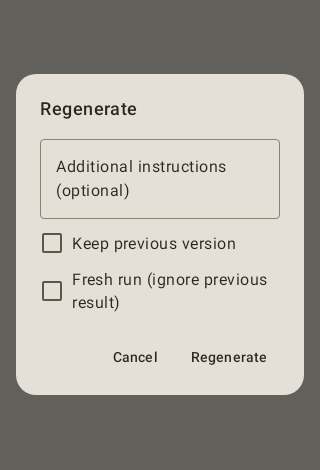 Regenerate
Additional instructions
(optional)
Keep previous version
Fresh run (ignore previous
result)
Cancel
Regenerate